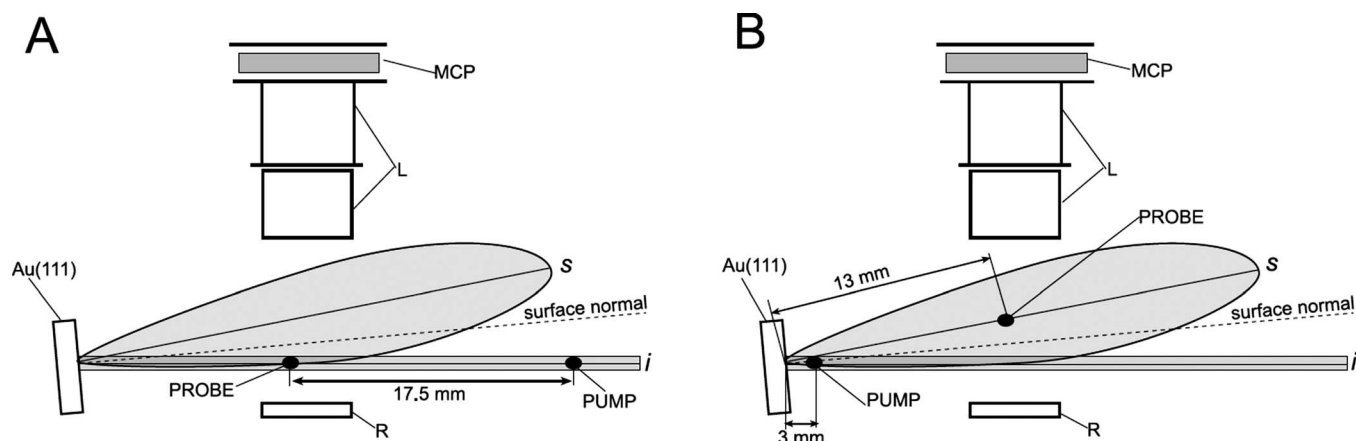 A
MCP
L
Au(111)
s
surface normal
i
PROBE
PUMP
17.5 mm
R
B
MCP
L
PROBE
Au(111)
13 mm
s
surface normal
i
PUMP
3 mm
R